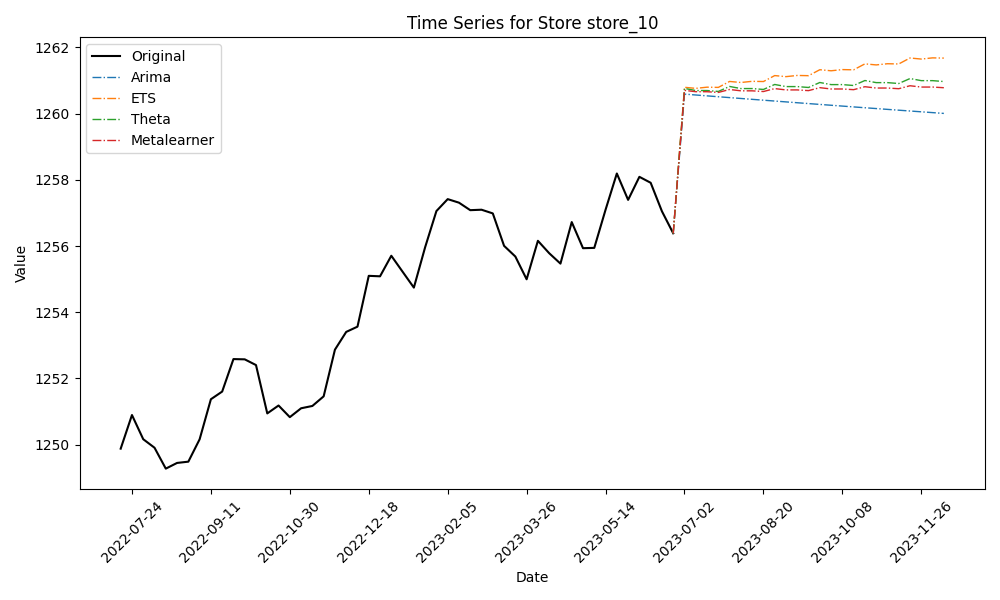 Time Series for Store store_10
Original
Arima
ETS
Theta
Metalearner
Value
1262
1260
1258
1256
1254
1252
1250
2022-07-24
2022-09-11
2022-10-30
2022-12-18
2023-02-05
2023-03-26
2023-05-14
2023-07-02
2023-08-20
2023-10-08
2023-11-26
Date